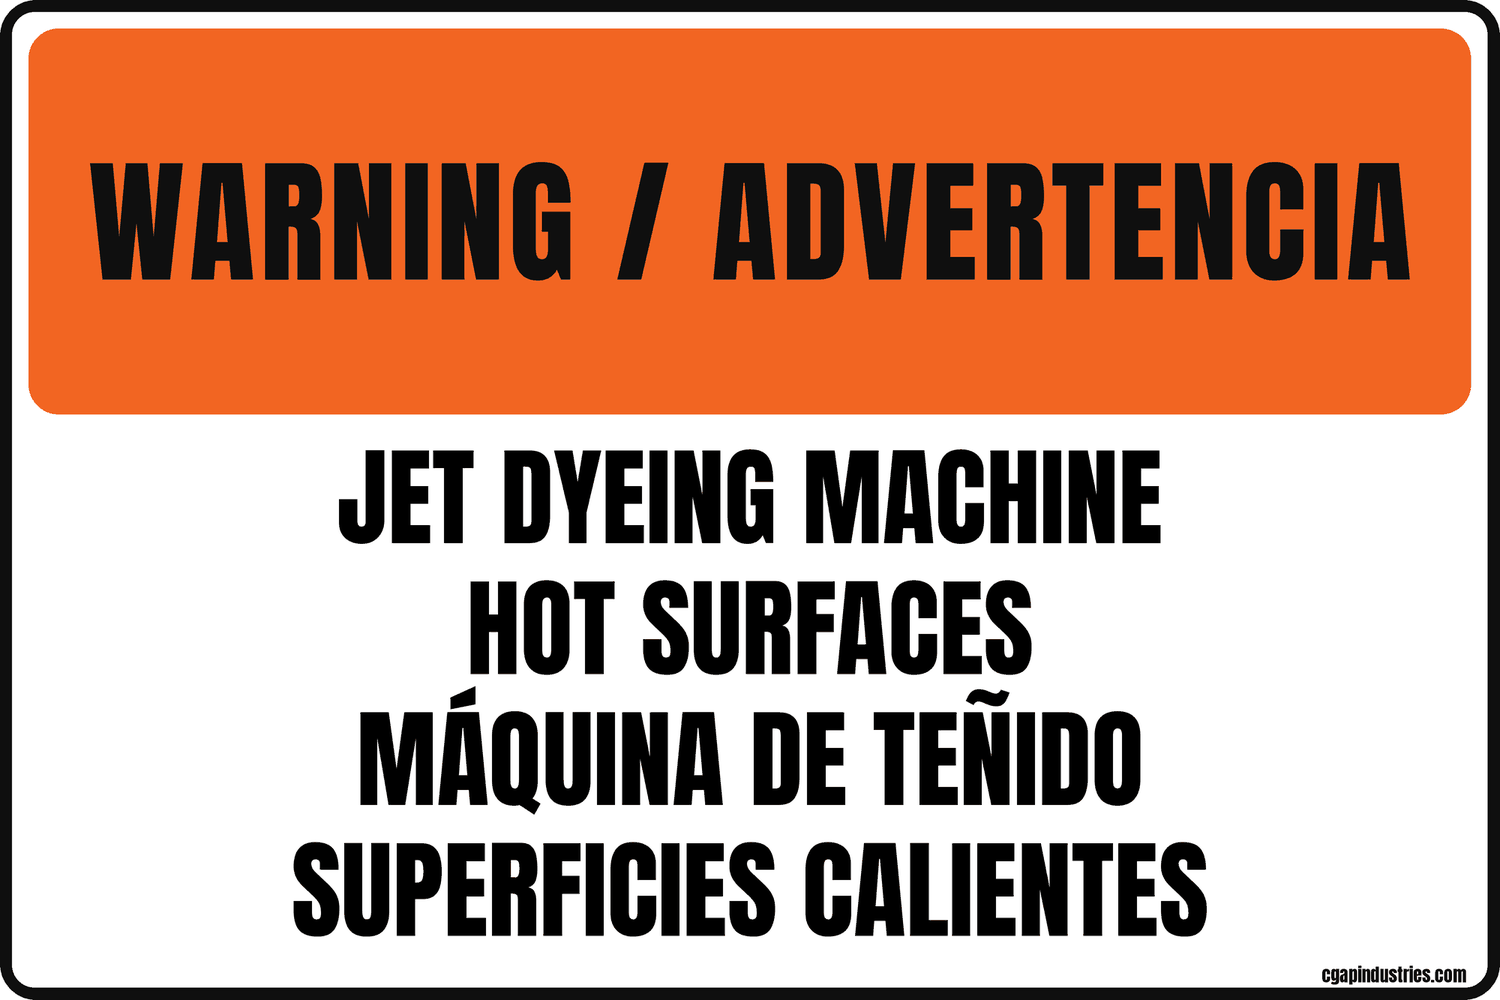 WARNING / ADVERTENCIA
JET DYEING MACHINE
HOT SURFACES
MÁQUINA DE TEÑIDO
SUPERFICIES CALIENTES
cgapindustries.com